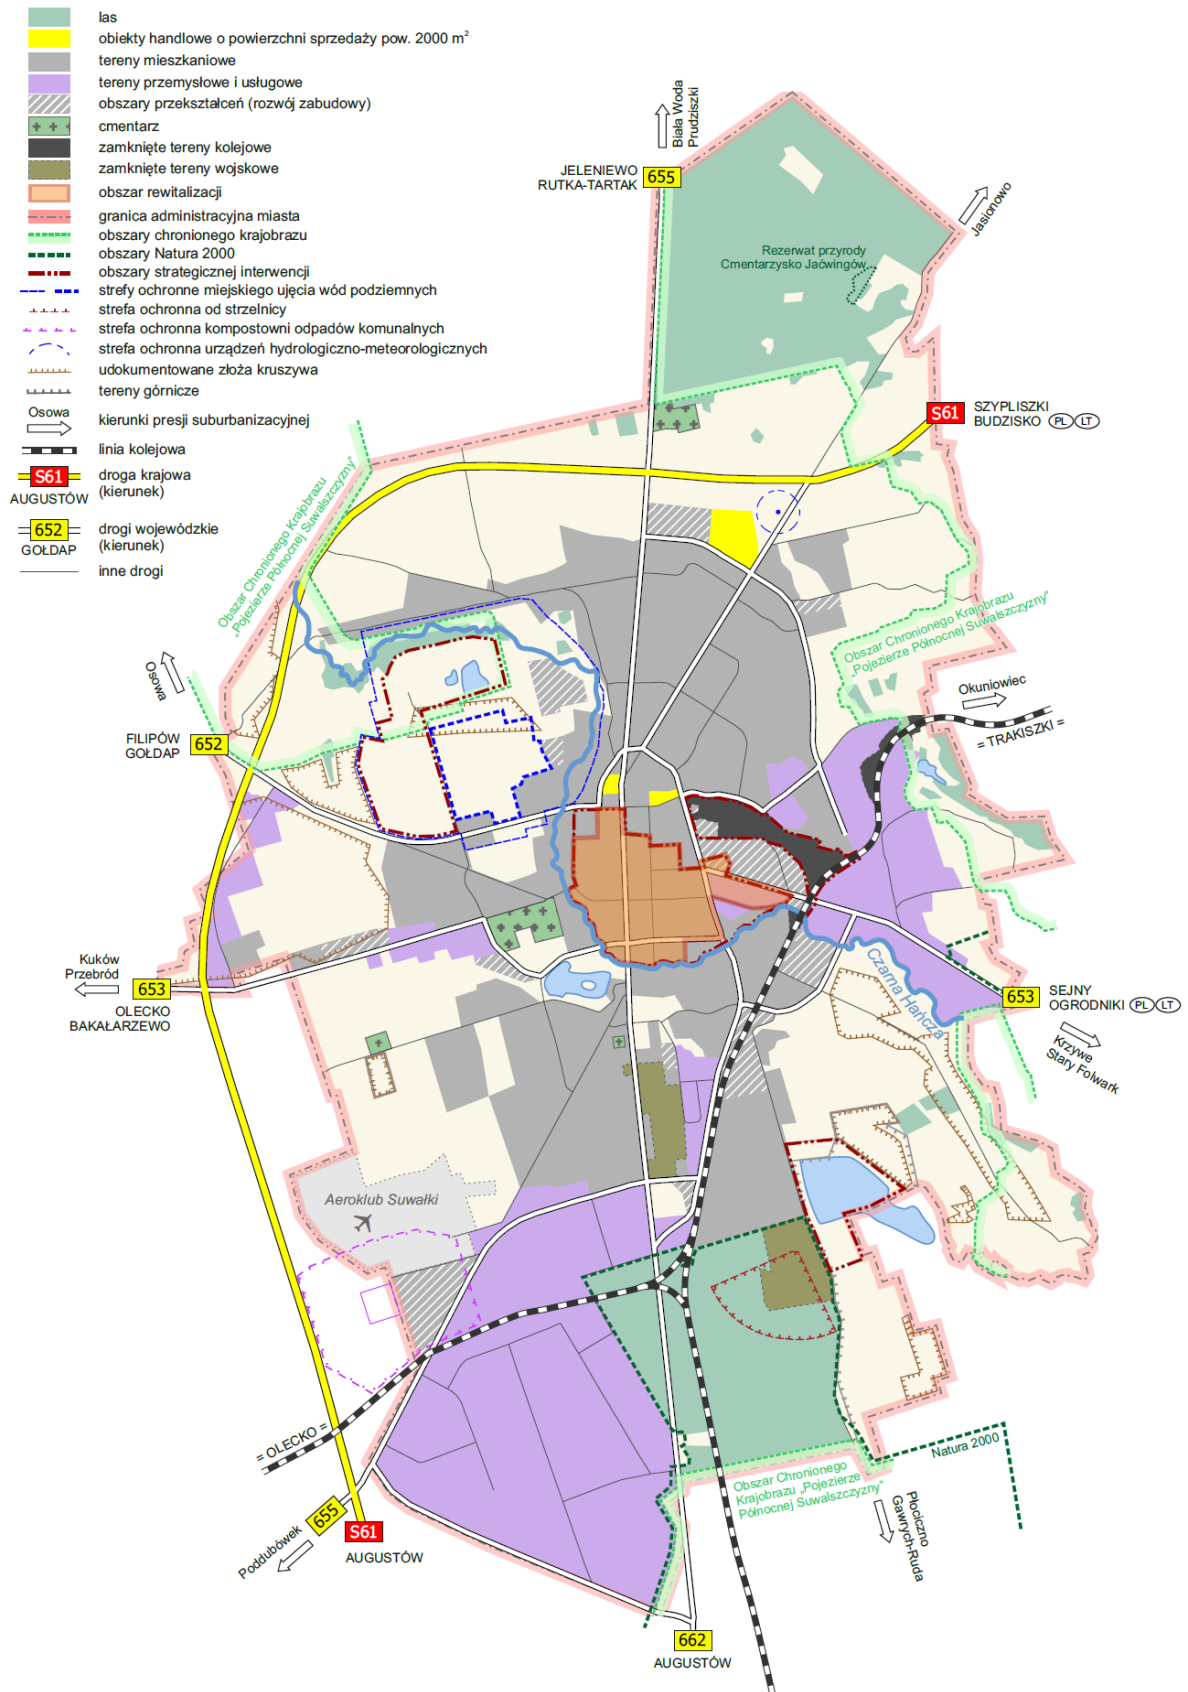 las
obiekty handlowe o powierzchni sprzedaży pow. 2000 m²
tereny mieszkaniowe
tereny przemysłowe i usługowe
obszary przekształceń (rozwój zabudowy)
cmentarz
zamknięte tereny kolejowe
zamknięte tereny wojskowe
obszar rewitalizacji
granica administracyjna miasta
obszary chronionego krajobrazu
obszary Natura 2000
obszary strategicznej interwencji
strefy ochronne miejskiego ujęcia wód podziemnych
strefa ochronna od strzelnicy
strefa ochronna kompostowni odpadów komunalnych
strefa ochronna urządzeń hydrologiczno-meteorologicznych
udokumentowane złoża kruszywa
tereny górnicze
Osowa
kierunki presji suburbanizacyjnej
linia kolejowa
S61
AUGUSTÓW
droga krajowa
(kierunek)
652
GOŁDAP
drogi wojewódzkie
(kierunek)
inne drogi
Biała Woda
Prudziszki
JELENIEWO
RUTKA-TARTAK
655
Jasionowo
Rezerwat przyrody
Cmentarzysko Jaćwingów
S61
SZYPLISZKI
BUDZISKO PL LT
Obszar Chronionego Krajobrazu
„Pojezierze Północnej Suwalszczyzny"
Obszar Chronionego Krajobrazu
„Pojezierze Północnej Suwalszczyzny"
Osowa
Okuniowiec
= TRAKISZKI =
FILIPÓW
GOŁDAP
652
Kuków
Przebród
653
OLECKO
BAKAŁARZEWO
Czarna Hańcza
653
SEJNY
OGRODNIKI PL LT
Krzywe
Stary Folwark
Aeroklub Suwałki
= OLECKO =
Natura 2000
Obszar Chronionego
Krajobrazu „Pojezierze
Północnej Suwalszczyzny"
Płociczno
Gawrych-Ruda
655
Poddubówek
S61
AUGUSTÓW
662
AUGUSTÓW